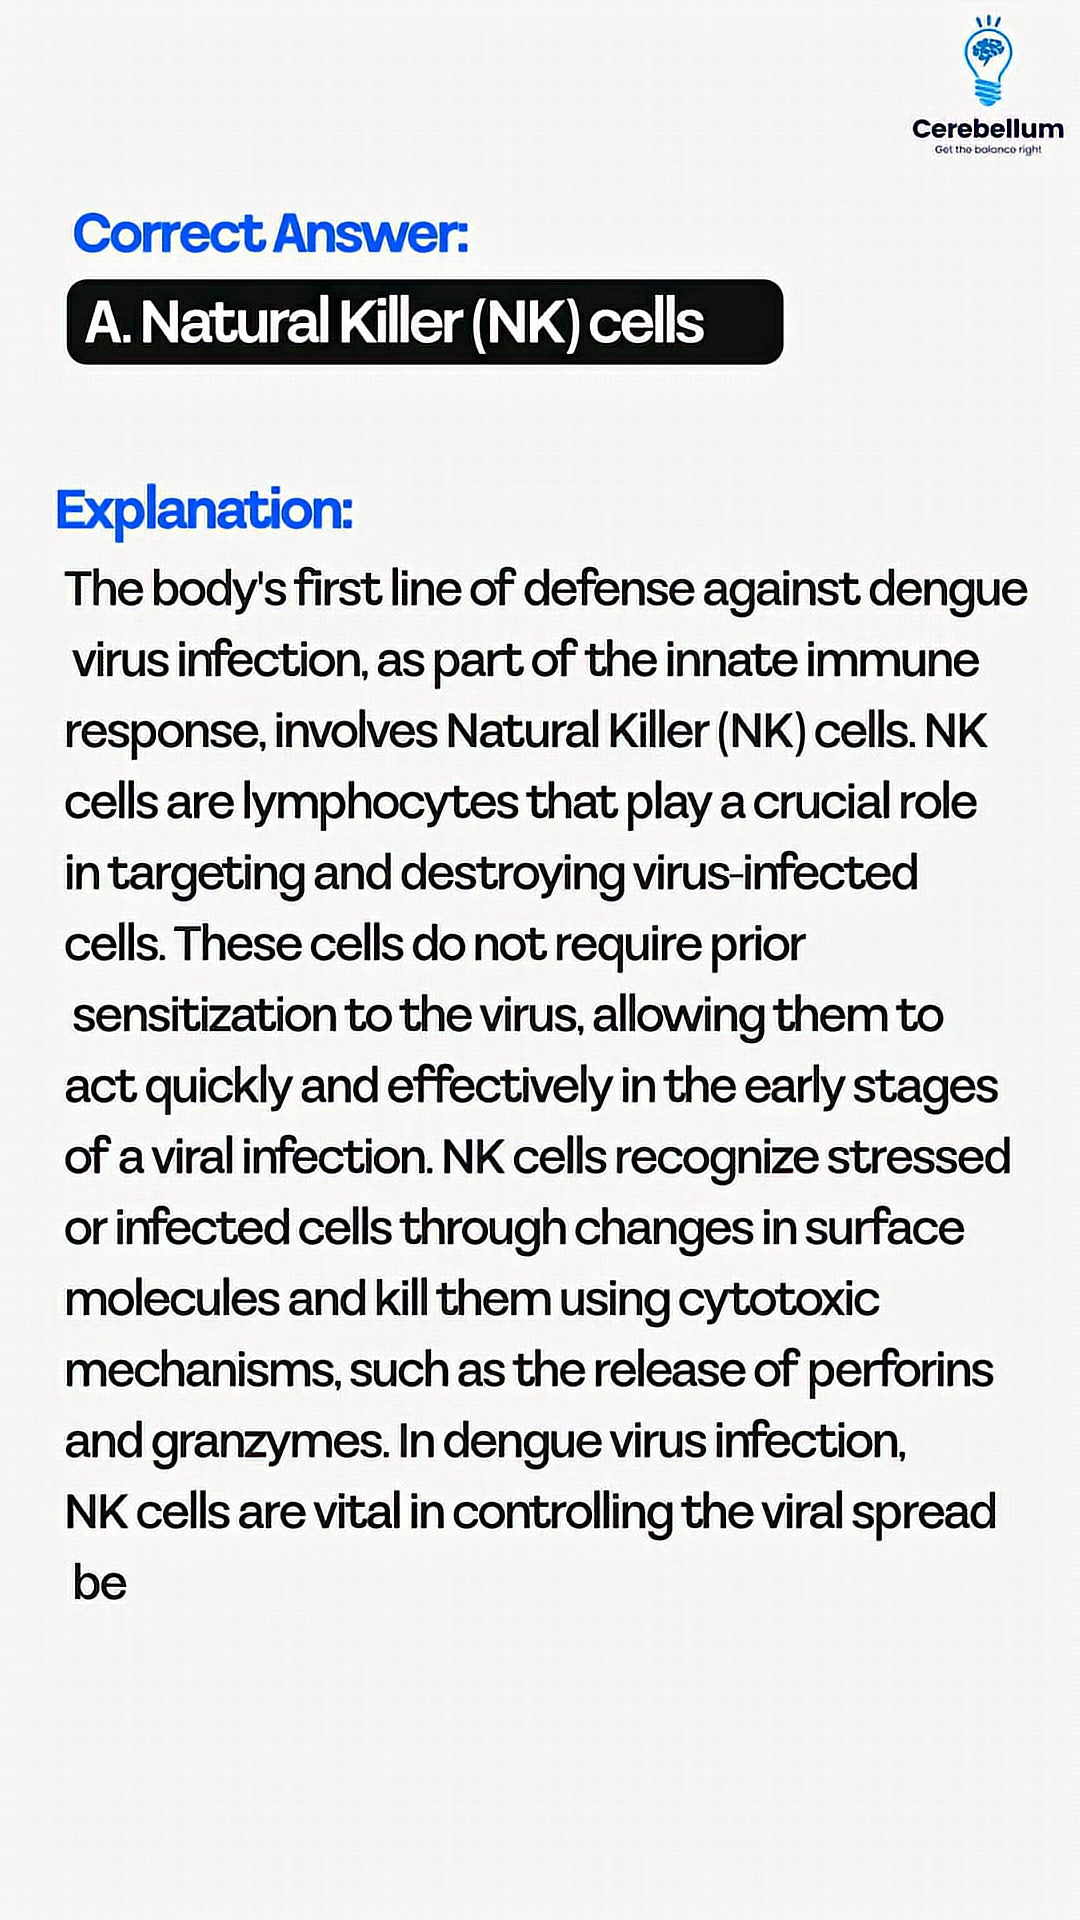 Cerebellum
Get the balance right
Correct Answer:
A. Natural Killer (NK) cells
Explanation:
The body's first line of defense against dengue
virus infection, as part of the innate immune
response, involves Natural Killer (NK) cells. NK
cells are lymphocytes that play a crucial role
in targeting and destroying virus-infected
cells. These cells do not require prior
sensitization to the virus, allowing them to
act quickly and effectively in the early stages
of a viral infection. NK cells recognize stressed
or infected cells through changes in surface
molecules and kill them using cytotoxic
mechanisms, such as the release of perforins
and granzymes. In dengue virus infection,
NK cells are vital in controlling the viral spread
be